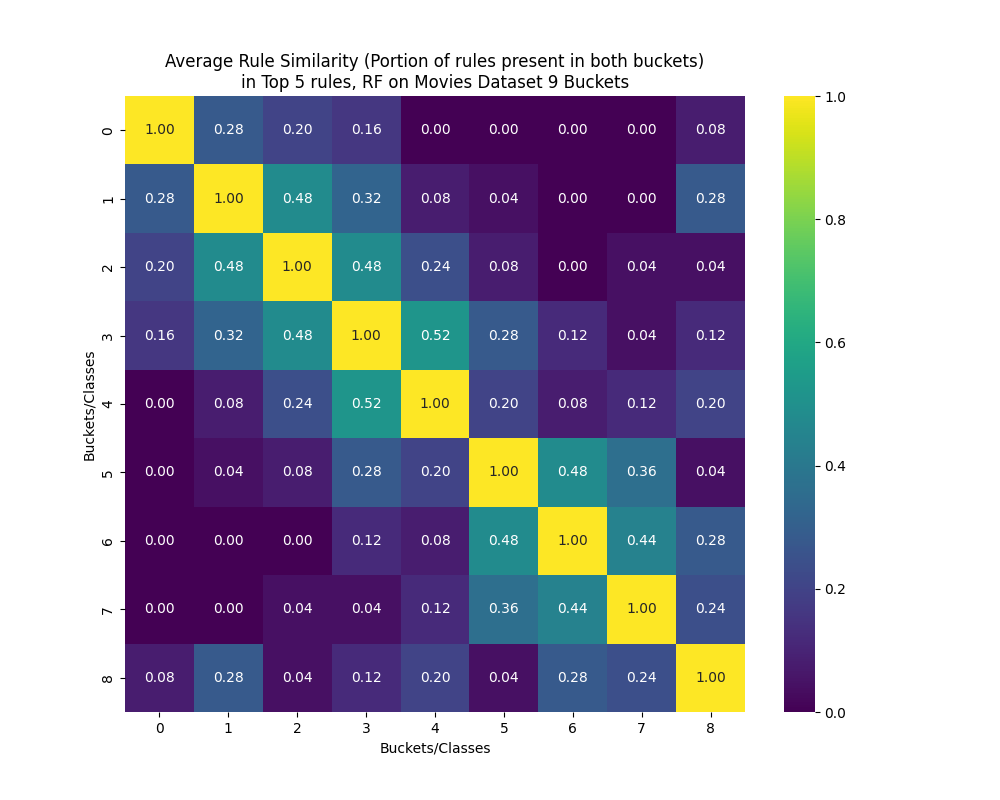 Average Rule Similarity (Portion of rules present in both buckets)
in Top 5 rules, RF on Movies Dataset 9 Buckets
0 1.00 0.28 0.20 0.16 0.00 0.00 0.00 0.00 0.08
1 0.28 1.00 0.48 0.32 0.08 0.04 0.00 0.00 0.28
2 0.20 0.48 1.00 0.48 0.24 0.08 0.00 0.04 0.04
3 0.16 0.32 0.48 1.00 0.52 0.28 0.12 0.04 0.12
4 0.00 0.08 0.24 0.52 1.00 0.20 0.08 0.12 0.20
5 0.00 0.04 0.08 0.28 0.20 1.00 0.48 0.36 0.04
6 0.00 0.00 0.00 0.12 0.08 0.48 1.00 0.44 0.28
7 0.00 0.00 0.04 0.04 0.12 0.36 0.44 1.00 0.24
8 0.08 0.28 0.04 0.12 0.20 0.04 0.28 0.24 1.00
0 1 2 3 4 5 6 7 8
Buckets/Classes
Buckets/Classes
1.0
0.8
0.6
0.4
0.2
0.0